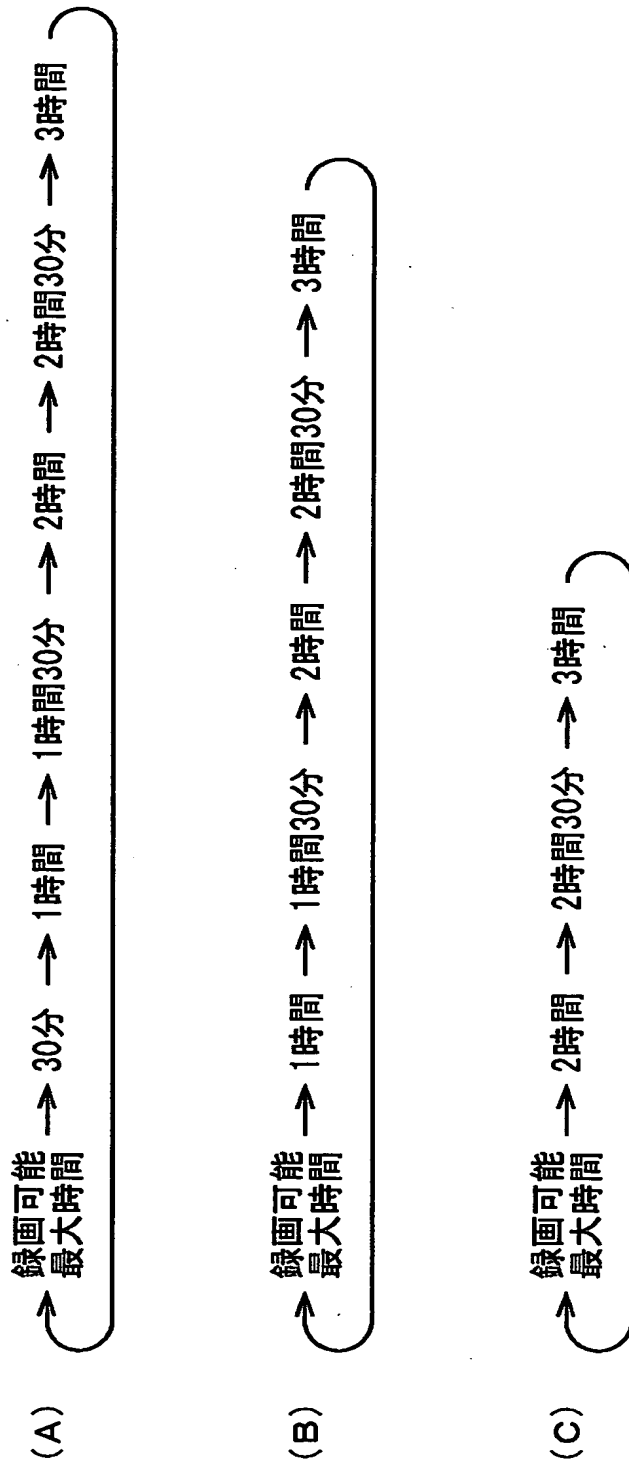 (A) 録画可能最大時間 → 30分 → 1時間 → 1時間30分 → 2時間 → 2時間30分 → 3時間
(B) 録画可能最大時間 → 1時間 → 1時間30分 → 2時間 → 2時間30分 → 3時間
(C) 録画可能最大時間 → 2時間 → 2時間30分 → 3時間